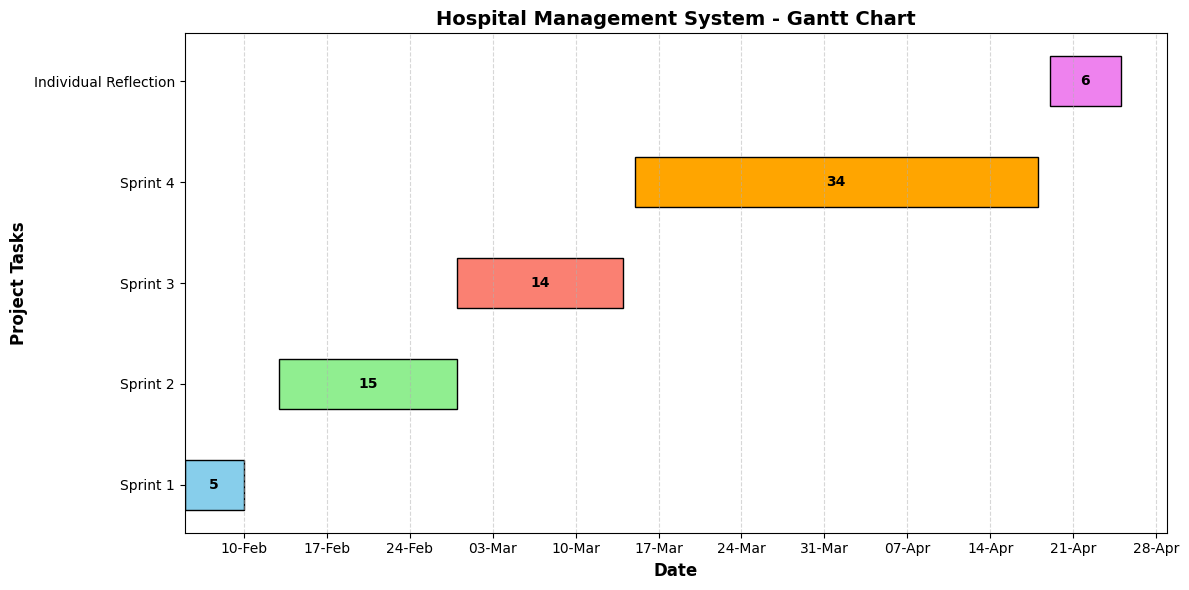 Hospital Management System - Gantt Chart
Project Tasks
Individual Reflection
6
Sprint 4
34
Sprint 3
14
Sprint 2
15
Sprint 1
5
10-Feb 17-Feb 24-Feb 03-Mar 10-Mar 17-Mar 24-Mar 31-Mar 07-Apr 14-Apr 21-Apr 28-Apr
Date